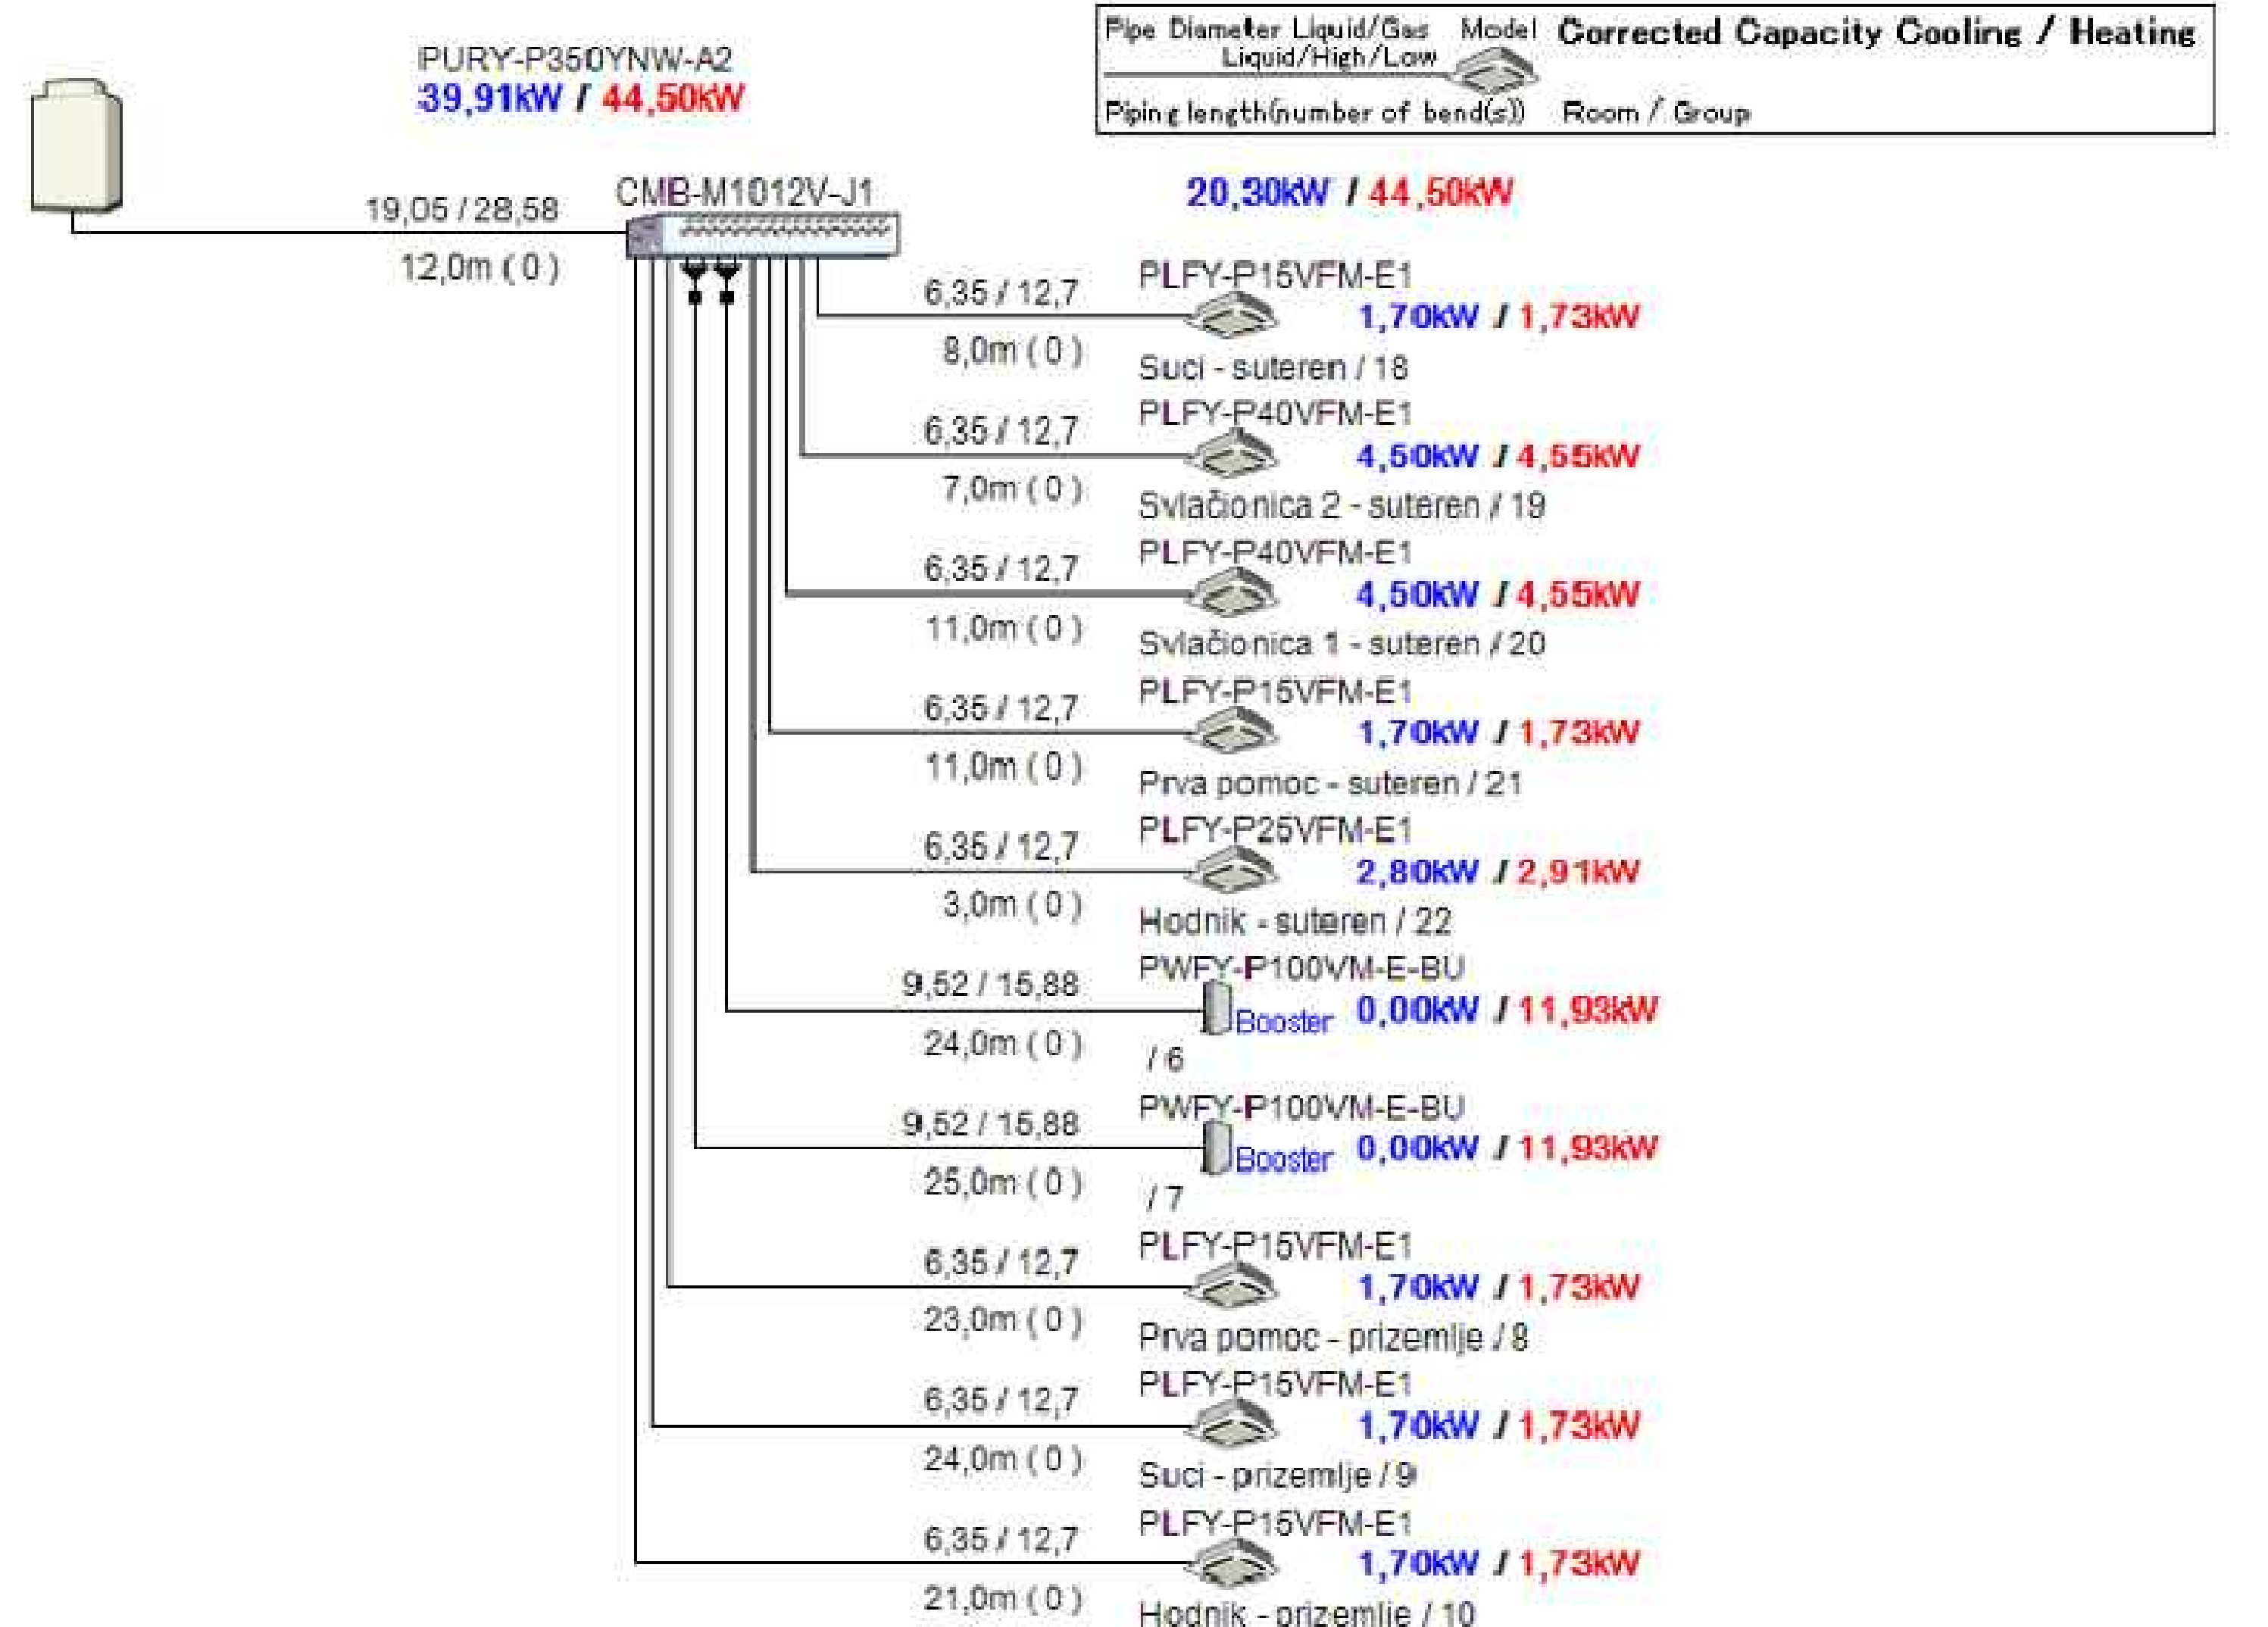 Pipe Diameter Liquid/Gas Model Corrected Capacity Cooling / Heating
Liquid/High/Low
Piping length(number of bend(s)) Room / Group
PURY-P350YNW-A2
39,91kW / 44,50kW
19,05 / 28,58
12,0m ( 0 )
CMB-M1012V-J1
20,30kW / 44,50kW
PLFY-P15VFM-E1
6,35 / 12,7
1,70kW / 1,73kW
8,0m ( 0 )
Suci - suteren / 18
PLFY-P40VFM-E1
6,35 / 12,7
4,50kW / 4,55kW
7,0m ( 0 )
Svlačionica 2 - suteren / 19
PLFY-P40VFM-E1
6,35 / 12,7
4,50kW / 4,55kW
11,0m ( 0 )
Svlačionica 1 - suteren / 20
PLFY-P15VFM-E1
6,35 / 12,7
1,70kW / 1,73kW
11,0m ( 0 )
Prva pomoc - suteren / 21
PLFY-P25VFM-E1
6,35 / 12,7
2,80kW / 2,91kW
3,0m ( 0 )
Hodnik - suteren / 22
PWFY-P100VM-E-BU
9,52 / 15,88
Booster 0,00kW / 11,93kW
24,0m ( 0 )
/ 6
PWFY-P100VM-E-BU
9,52 / 15,88
Booster 0,00kW / 11,93kW
25,0m ( 0 )
/ 7
PLFY-P15VFM-E1
6,35 / 12,7
1,70kW / 1,73kW
23,0m ( 0 )
Prva pomoc - prizemlje / 8
PLFY-P15VFM-E1
6,35 / 12,7
1,70kW / 1,73kW
24,0m ( 0 )
Suci - prizemlje / 9
PLFY-P15VFM-E1
6,35 / 12,7
1,70kW / 1,73kW
21,0m ( 0 )
Hodnik - prizemlje / 10